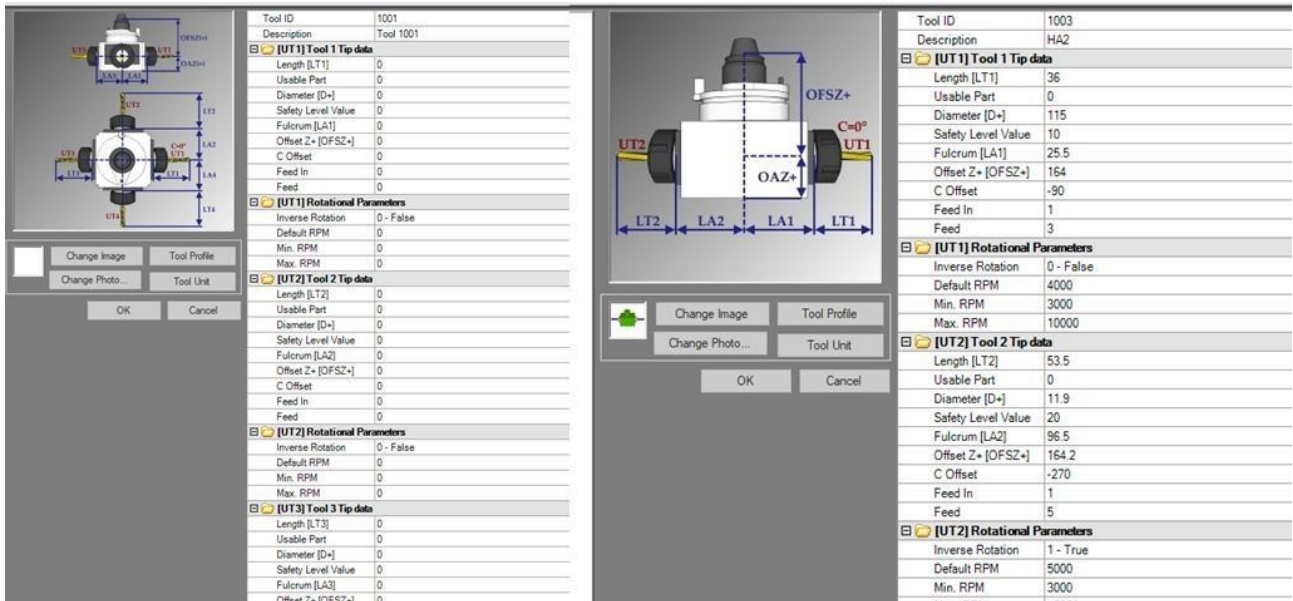 OFSZ1+1
UT3
UT1
OAZ1+1
LA3 LA1
UT2
LT2
LA2
C=0°
UT3
UT1
LT3
LT1
LA4
UT4
LT4
Change Image
Tool Profile
Change Photo...
Tool Unit
OK
Cancel
Tool ID 1001
Description Tool 1001
[UT1] Tool 1 Tip data
Length [LT1] 0
Usable Part 0
Diameter [D+] 0
Safety Level Value 0
Fulcrum [LA1] 0
Offset Z+ [OFSZ+] 0
C Offset 0
Feed In 0
Feed 0
[UT1] Rotational Parameters
Inverse Rotation 0 - False
Default RPM 0
Min. RPM 0
Max. RPM 0
[UT2] Tool 2 Tip data
Length [LT2] 0
Usable Part 0
Diameter [D+] 0
Safety Level Value 0
Fulcrum [LA2] 0
Offset Z+ [OFSZ+] 0
C Offset 0
Feed In 0
Feed 0
[UT2] Rotational Parameters
Inverse Rotation 0 - False
Default RPM 0
Min. RPM 0
Max. RPM 0
[UT3] Tool 3 Tip data
Length [LT3] 0
Usable Part 0
Diameter [D+] 0
Safety Level Value 0
Fulcrum [LA3] 0
Offset Z+ [OFSZ+] 0
OFSZ+
C=0°
UT2
UT1
OAZ+
LT2 LA2 LA1 LT1
Change Image
Tool Profile
Change Photo...
Tool Unit
OK
Cancel
Tool ID 1003
Description HA2
[UT1] Tool 1 Tip data
Length [LT1] 36
Usable Part 0
Diameter [D+] 115
Safety Level Value 10
Fulcrum [LA1] 25.5
Offset Z+ [OFSZ+] 164
C Offset -90
Feed In 1
Feed 3
[UT1] Rotational Parameters
Inverse Rotation 0 - False
Default RPM 4000
Min. RPM 3000
Max. RPM 10000
[UT2] Tool 2 Tip data
Length [LT2] 53.5
Usable Part 0
Diameter [D+] 11.9
Safety Level Value 20
Fulcrum [LA2] 96.5
Offset Z+ [OFSZ+] 164.2
C Offset -270
Feed In 1
Feed 5
[UT2] Rotational Parameters
Inverse Rotation 1 - True
Default RPM 5000
Min. RPM 3000